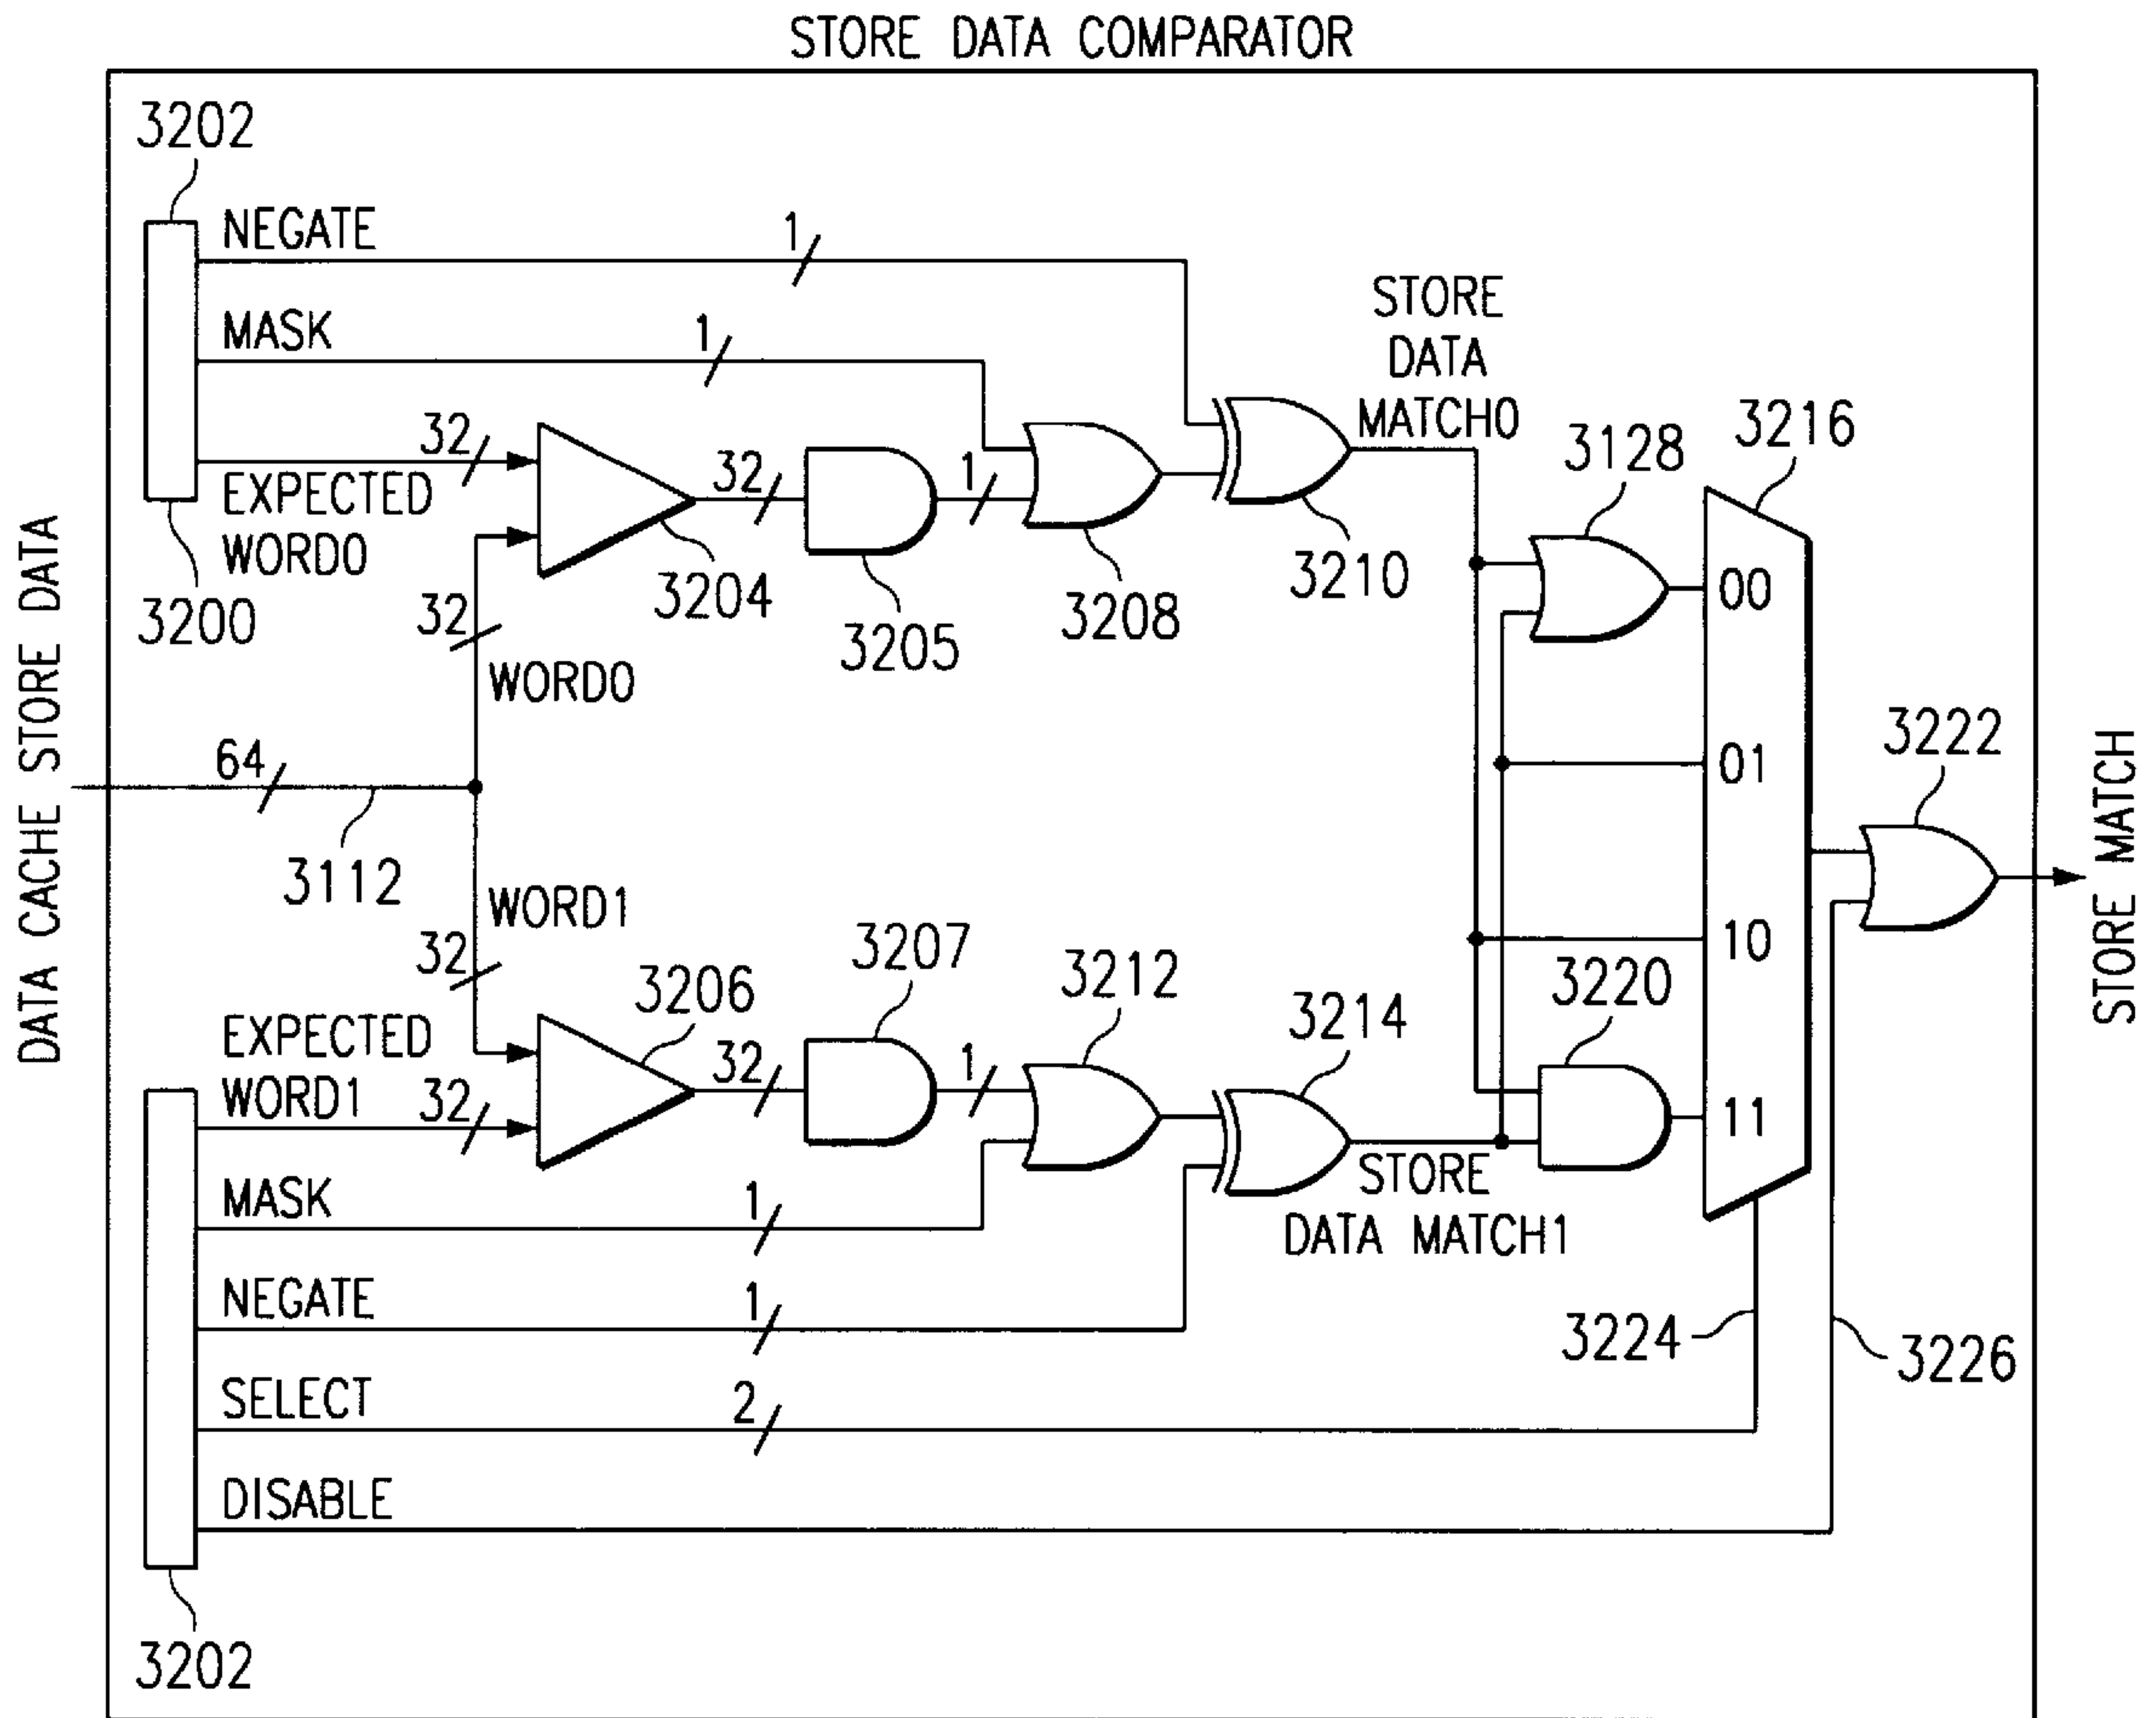 STORE DATA COMPARATOR
3202
NEGATE
1
MASK
1
STORE
DATA
MATCH0
32
EXPECTED
WORD0
3200
32
1
3204
3205
3208
3210
3128
3216
00
32
WORD0
DATA CACHE STORE DATA
64
3112
01
3222
STORE MATCH
WORD1
32
10
3206
3207
3212
3214
3220
EXPECTED
WORD1
32
32
1
11
MASK
1
STORE
DATA MATCH1
NEGATE
1
3224
3226
SELECT
2
DISABLE
3202